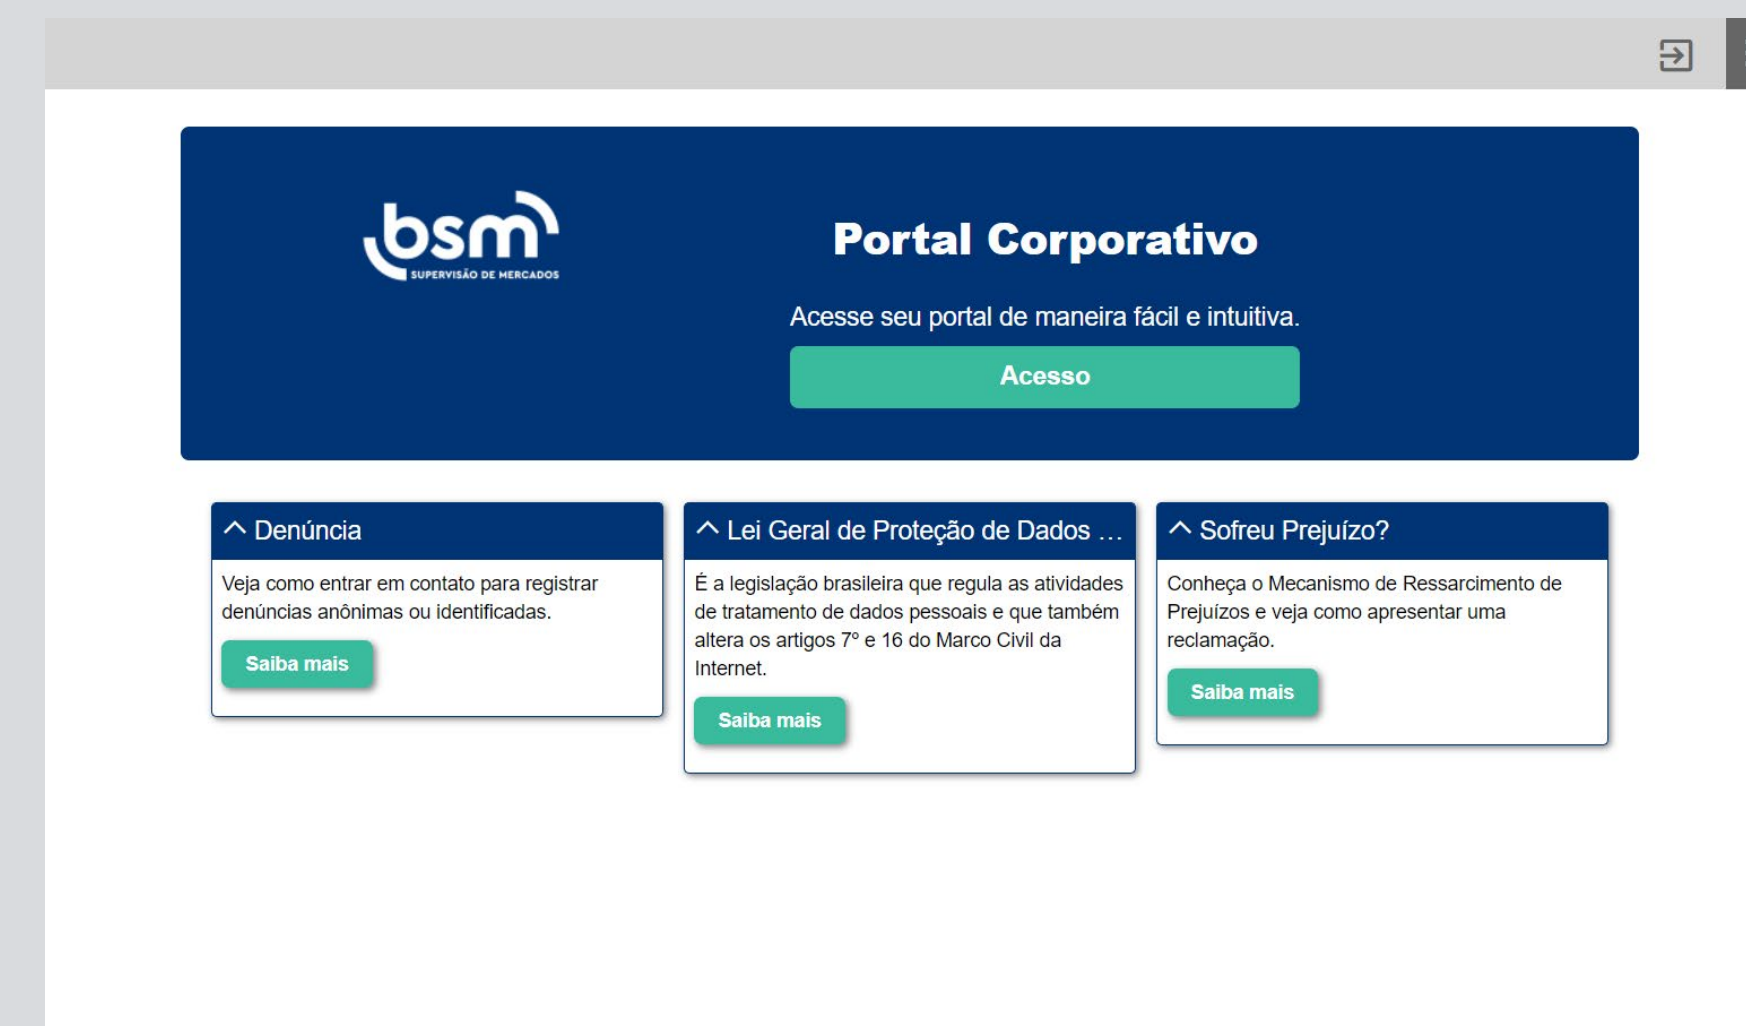 bsm
SUPERVISÃO DE MERCADOS
Portal Corporativo
Acesse seu portal de maneira fácil e intuitiva.
Acesso
Denúncia
Veja como entrar em contato para registrar
denúncias anônimas ou identificadas.
Saiba mais
Lei Geral de Proteção de Dados ...
É a legislação brasileira que regula as atividades
de tratamento de dados pessoais e que também
altera os artigos 7º e 16 do Marco Civil da
Internet.
Saiba mais
Sofreu Prejuízo?
Conheça o Mecanismo de Ressarcimento de
Prejuízos e veja como apresentar uma
reclamação.
Saiba mais